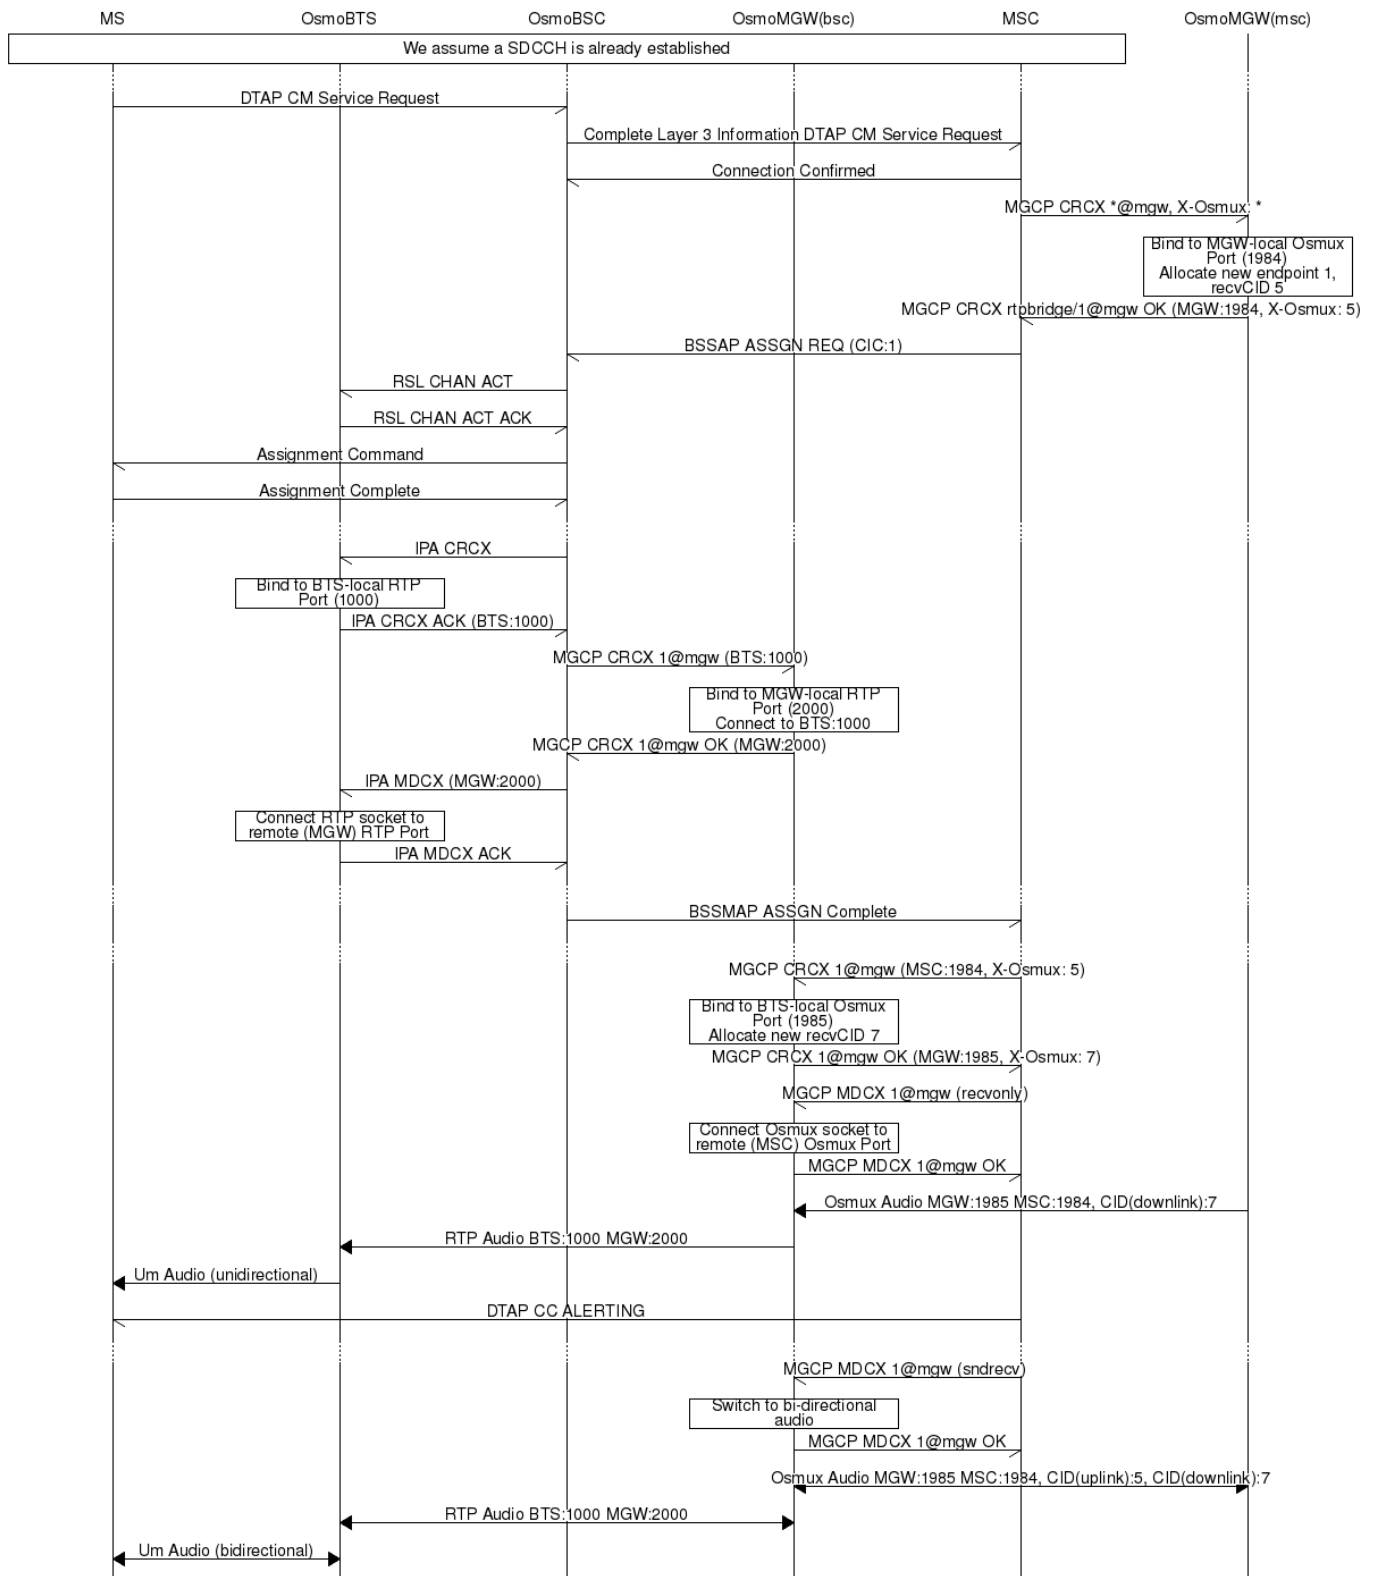 MS OsmoBTS OsmoBSC OsmoMGW(bsc) MSC OsmoMGW(msc)
We assume a SDCCH is already established
DTAP CM Service Request
Complete Layer 3 Information DTAP CM Service Request
Connection Confirmed
MGCP CRCX *@mgw, X-Osmux: *
Bind to MGW-local Osmux
Port (1984)
Allocate new endpoint 1,
recvCID 5
MGCP CRCX rtpbridge/1@mgw OK (MGW:1984, X-Osmux: 5)
BSSAP ASSGN REQ (CIC:1)
RSL CHAN ACT
RSL CHAN ACT ACK
Assignment Command
Assignment Complete
IPA CRCX
Bind to BTS-local RTP
Port (1000)
IPA CRCX ACK (BTS:1000)
MGCP CRCX 1@mgw (BTS:1000)
Bind to MGW-local RTP
Port (2000)
Connect to BTS:1000
MGCP CRCX 1@mgw OK (MGW:2000)
IPA MDCX (MGW:2000)
Connect RTP socket to
remote (MGW) RTP Port
IPA MDCX ACK
BSSMAP ASSGN Complete
MGCP CRCX 1@mgw (MSC:1984, X-Osmux: 5)
Bind to BTS-local Osmux
Port (1985)
Allocate new recvCID 7
MGCP CRCX 1@mgw OK (MGW:1985, X-Osmux: 7)
MGCP MDCX 1@mgw (recvonly)
Connect Osmux socket to
remote (MSC) Osmux Port
MGCP MDCX 1@mgw OK
Osmux Audio MGW:1985 MSC:1984, CID(downlink):7
RTP Audio BTS:1000 MGW:2000
Um Audio (unidirectional)
DTAP CC ALERTING
MGCP MDCX 1@mgw (sndrecv)
Switch to bi-directional
audio
MGCP MDCX 1@mgw OK
Osmux Audio MGW:1985 MSC:1984, CID(uplink):5, CID(downlink):7
RTP Audio BTS:1000 MGW:2000
Um Audio (bidirectional)